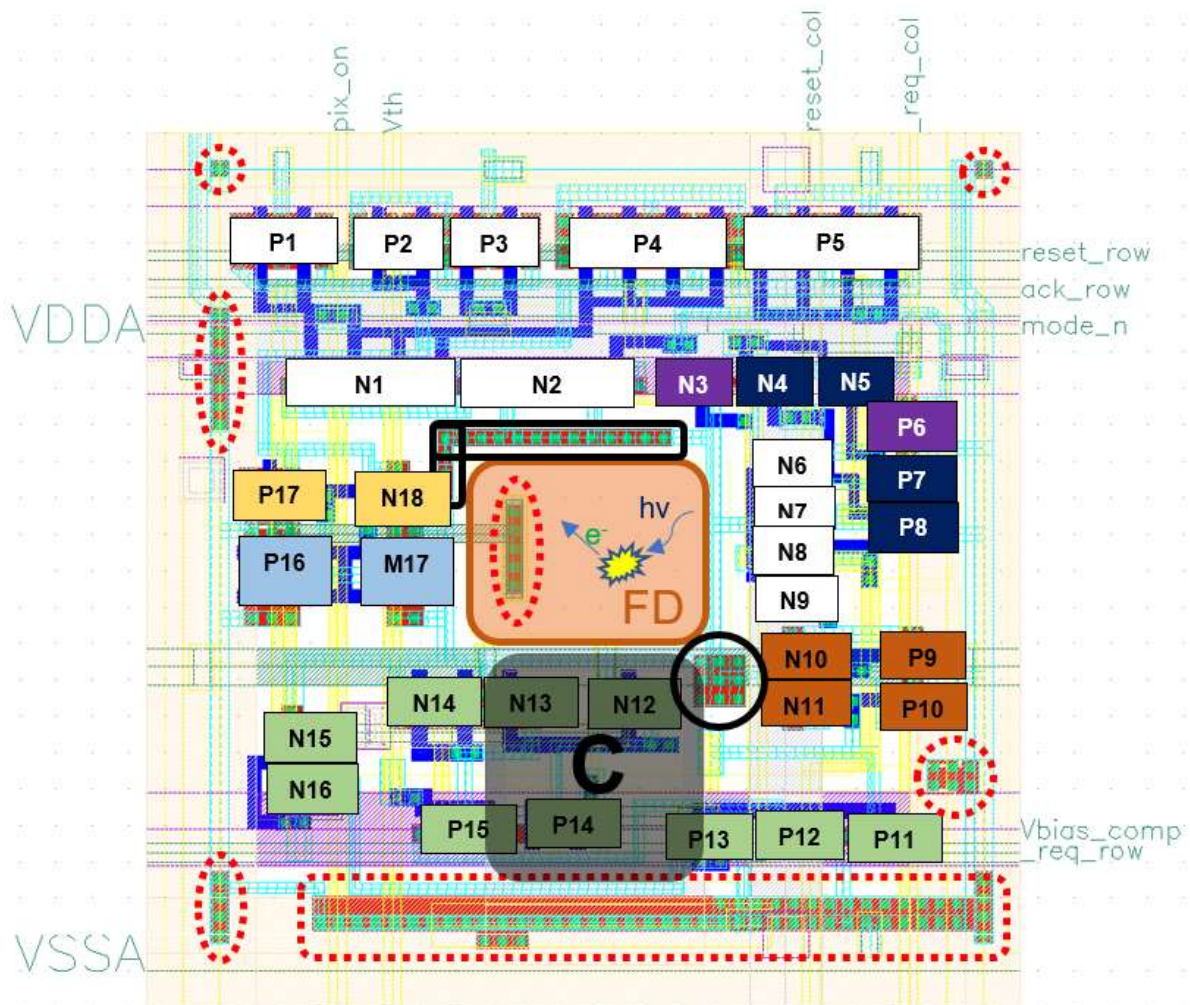 pix_on
Vth
reset_col
_req_col
P1 P2 P3 P4 P5
reset_row
ack_row
VDDA
mode_n
N1 N2 N3 N4 N5
P6
N6
P7
P17 N18
hv
N7
P8
e-
P16 M17
N8
FD
N9
N10 P9
N14 N13 N12
N11 P10
N15
C
N16
P15 P14 P13 P12 P11
Vbias_comp
_req_row
VSSA